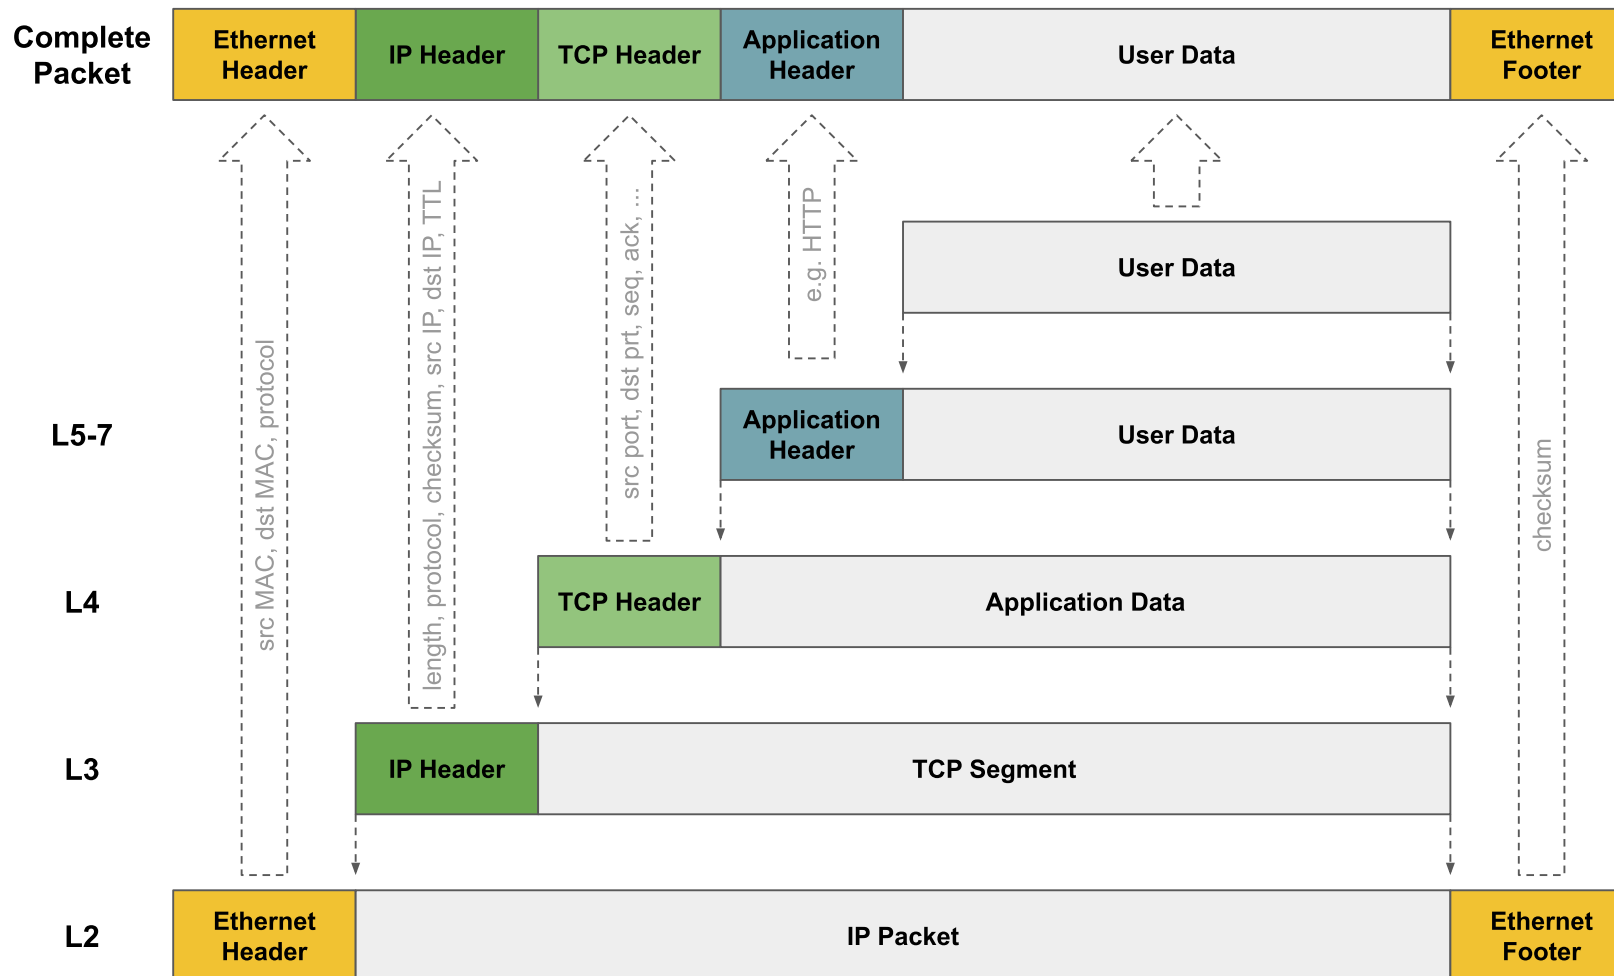 Complete
Packet
Ethernet
Header
IP Header
TCP Header
Application
Header
User Data
Ethernet
Footer
src MAC, dst MAC, protocol
length, protocol, checksum, src IP, dst IP, TTL
src port, dst prt, seq, ack, ...
e.g. HTTP
checksum
User Data
L5-7
Application
Header
User Data
L4
TCP Header
Application Data
L3
IP Header
TCP Segment
L2
Ethernet
Header
IP Packet
Ethernet
Footer